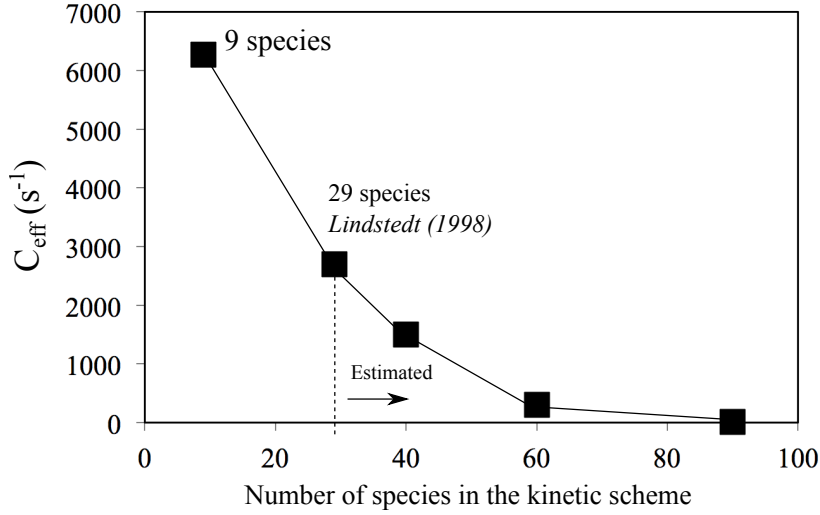 7000
6000
5000
4000
3000
2000
1000
0
C_eff (s^-1)
9 species
29 species
Lindstedt (1998)
Estimated
0 20 40 60 80 100
Number of species in the kinetic scheme